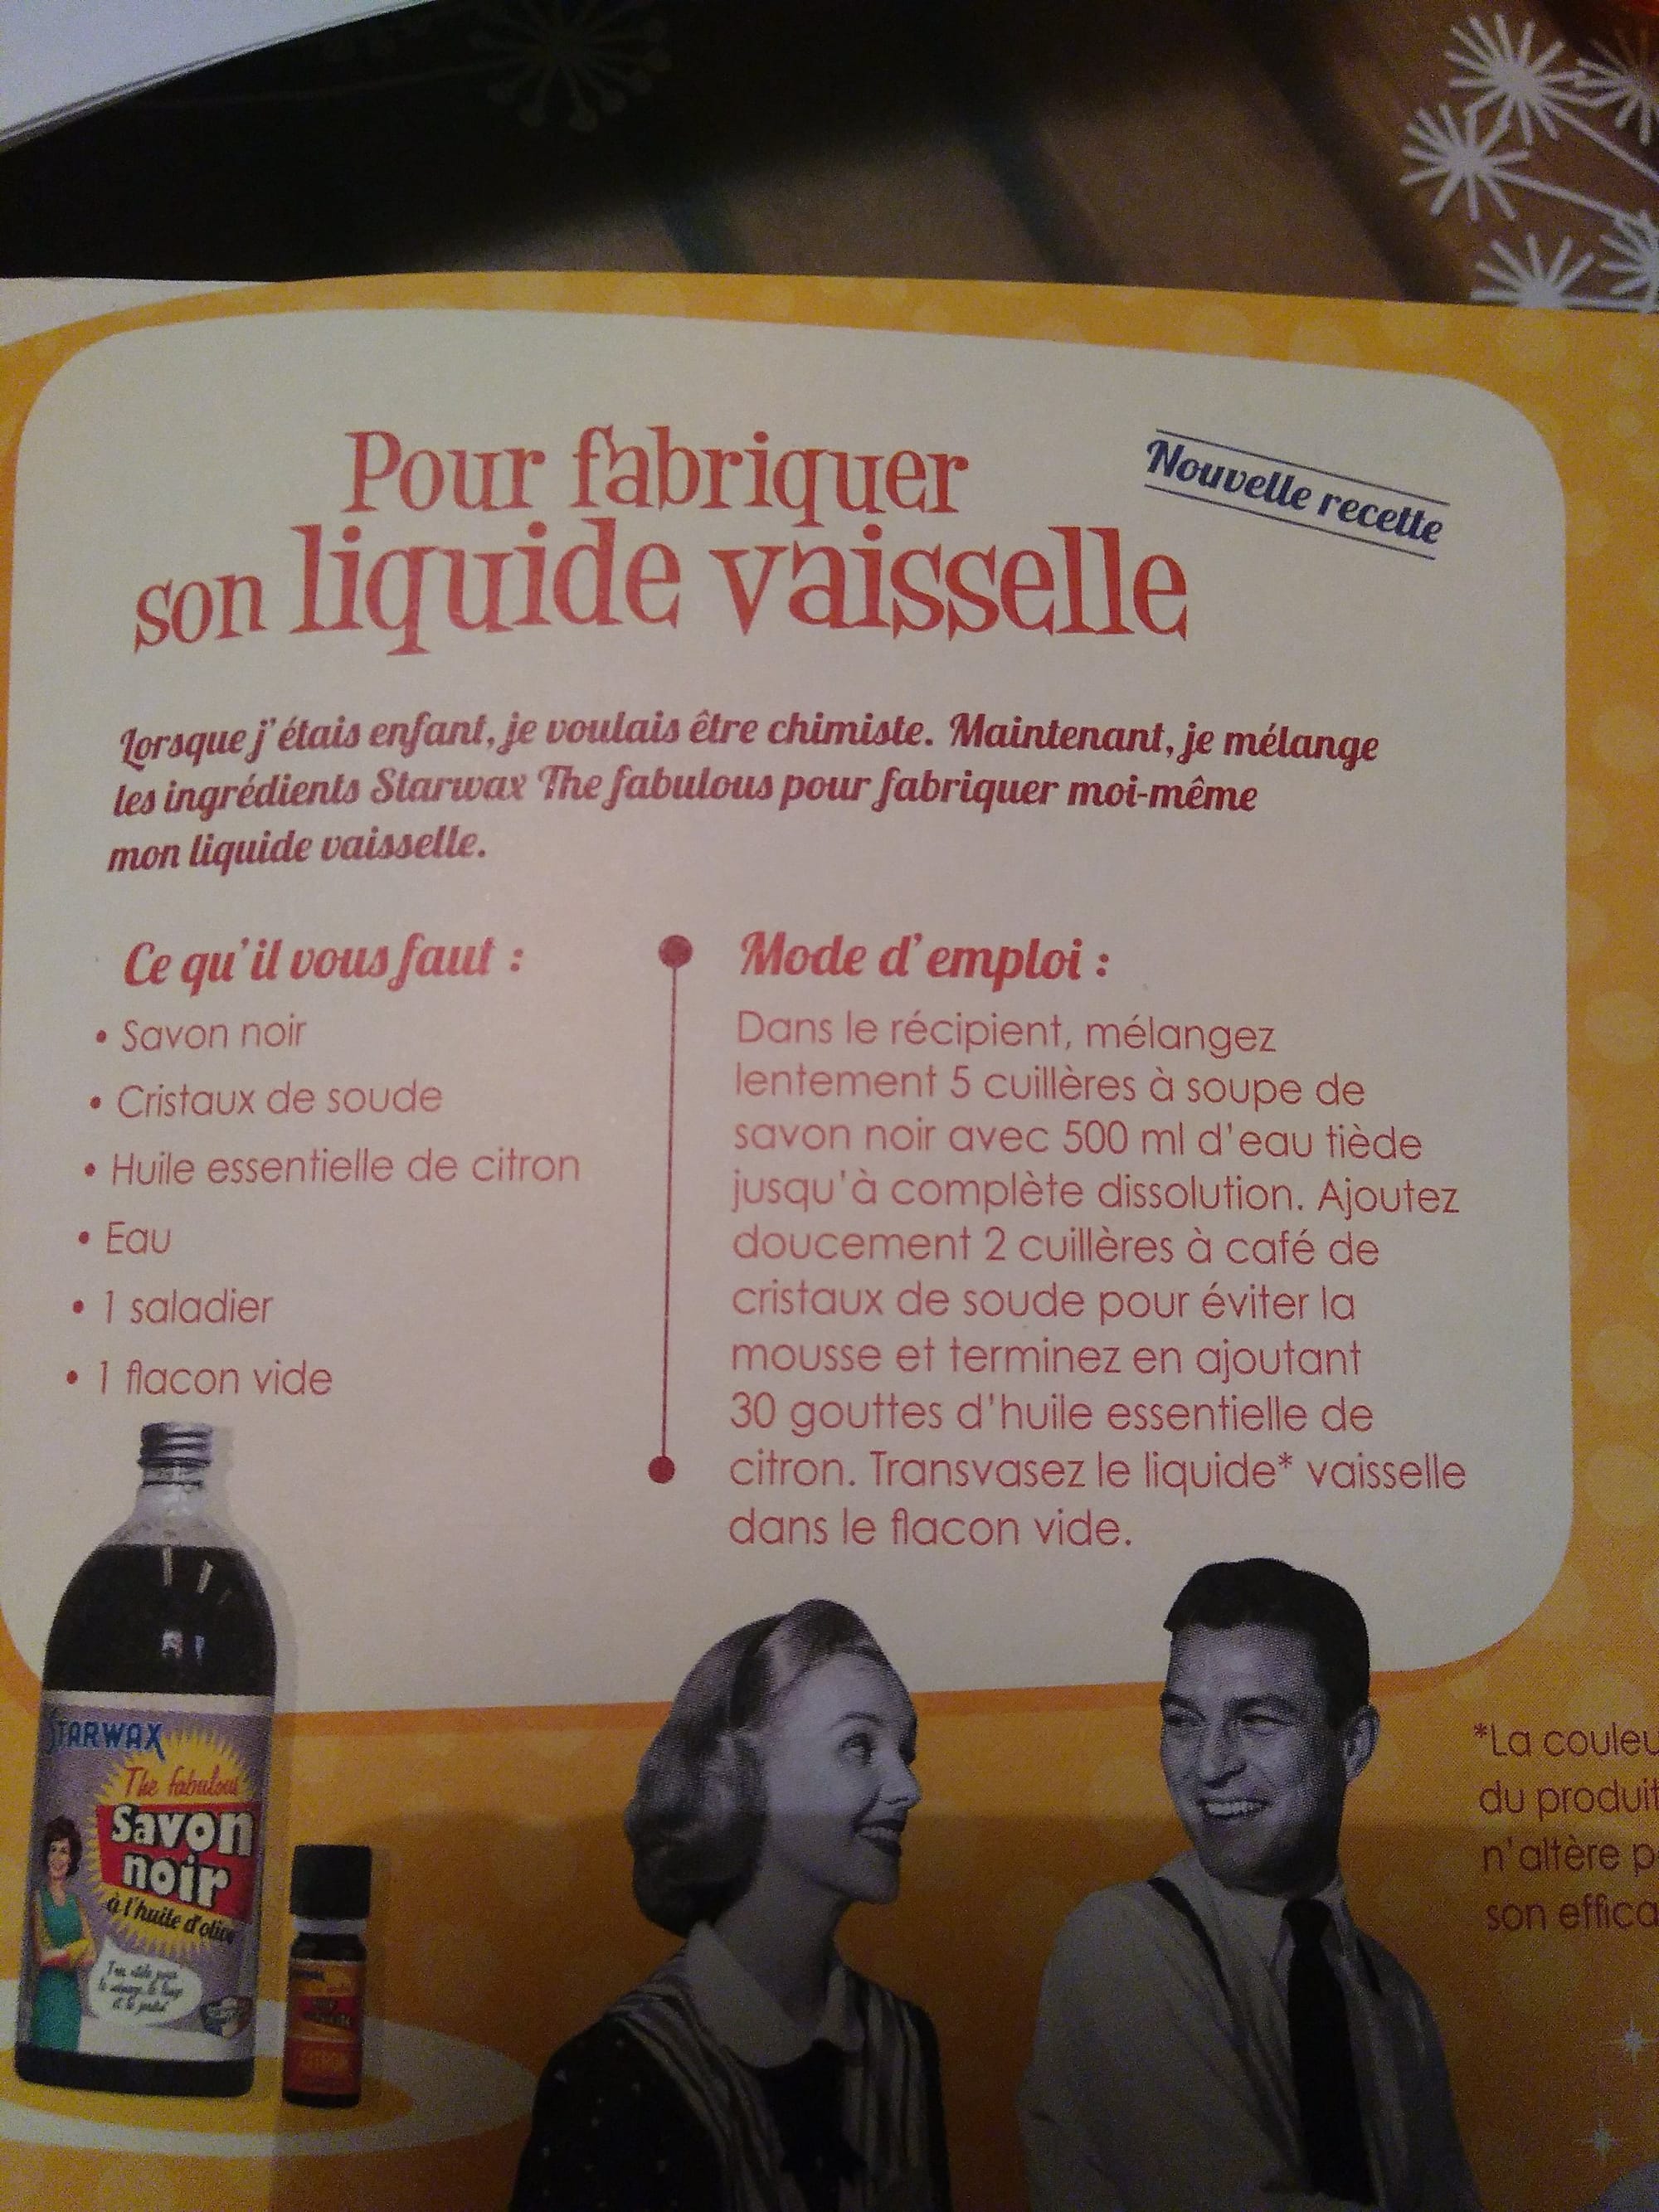 Pour fabriquer
son liquide vaisselle
Nouvelle recette
Lorsque j'étais enfant, je voulais être chimiste. Maintenant, je mélange
les ingrédients Starwax The fabulous pour fabriquer moi-même
mon liquide vaisselle.
Ce qu'il vous faut :
• Savon noir
• Cristaux de soude
• Huile essentielle de citron
• Eau
• 1 saladier
• 1 flacon vide
Mode d'emploi :
Dans le récipient, mélangez
lentement 5 cuillères à soupe de
savon noir avec 500 ml d'eau tiède
jusqu'à complète dissolution. Ajoutez
doucement 2 cuillères à café de
cristaux de soude pour éviter la
mousse et terminez en ajoutant
30 gouttes d'huile essentielle de
citron. Transvasez le liquide* vaisselle
dans le flacon vide.
STARWAX
The fabulous
Savon
noir
à l'huile d'olive
CITRON
*La couleu
du produit
n'altère p
son effica